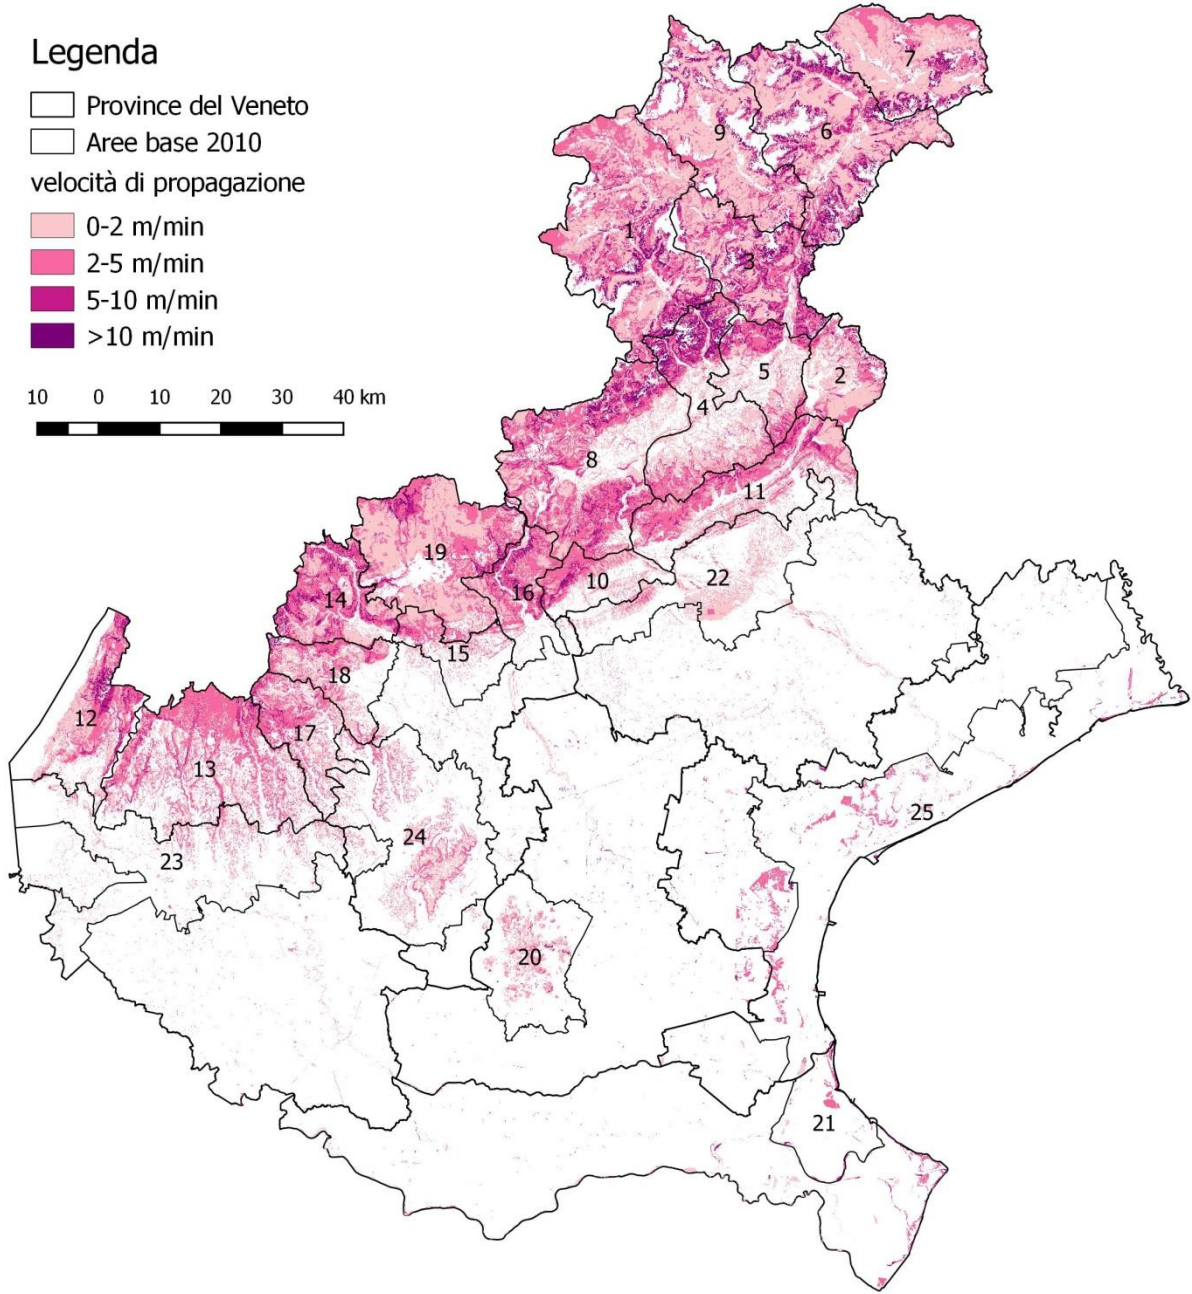 Legenda
Province del Veneto
Aree base 2010
velocità di propagazione
0-2 m/min
2-5 m/min
5-10 m/min
>10 m/min
10 0 10 20 30 40 km
7
6
9
1
3
5
2
4
8
11
19
22
10
16
14
15
18
12
17
13
25
24
23
20
21